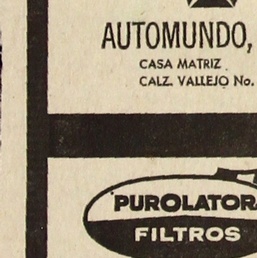 AUTOMUNDO,
CASA MATRIZ
CALZ. VALLEJO No.
PUROLATOR
FILTROS